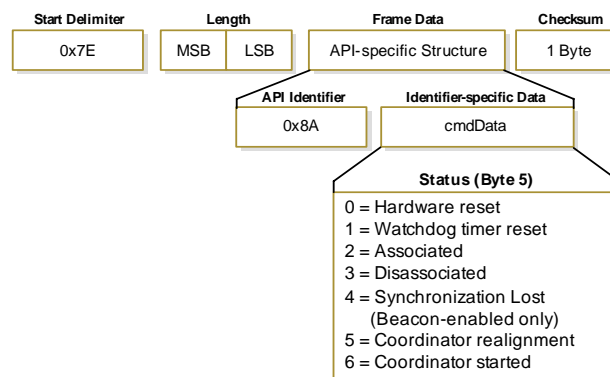 Start Delimiter Length Frame Data Checksum
0x7E MSB LSB API-specific Structure 1 Byte
API Identifier Identifier-specific Data
0x8A cmdData
Status (Byte 5)
0 = Hardware reset
1 = Watchdog timer reset
2 = Associated
3 = Disassociated
4 = Synchronization Lost
(Beacon-enabled only)
5 = Coordinator realignment
6 = Coordinator started